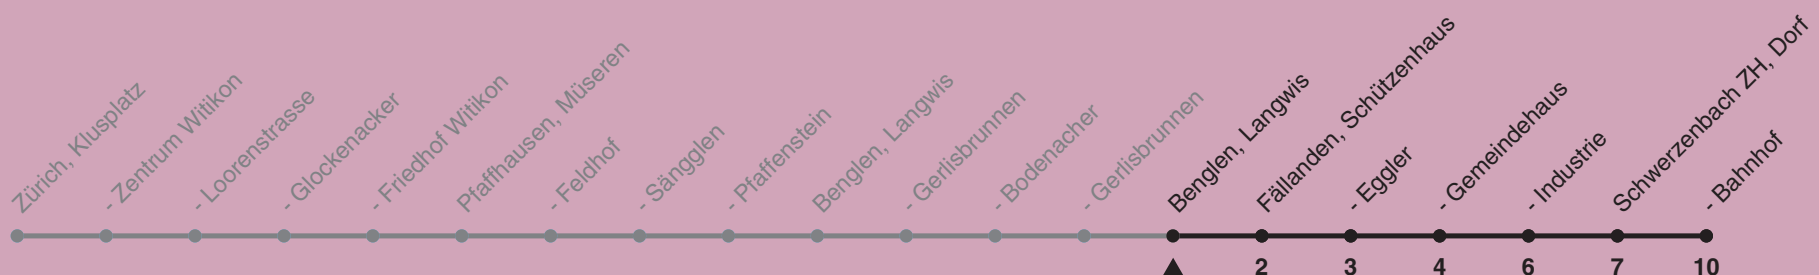 Zürich, Klusplatz
- Zentrum Witikon
- Loorenstrasse
- Glockenacker
- Friedhof Witikon
Pfaffhausen, Müseren
- Feldhof
- Sängglen
- Pfaffenstein
Benglen, Langwis
- Gerlisbrunnen
- Bodenacher
- Gerlisbrunnen
Benglen, Langwis
Fällanden, Schützenhaus
- Eggler
- Gemeindehaus
- Industrie
Schwerzenbach ZH, Dorf
- Bahnhof
2 3 4 6 7 10